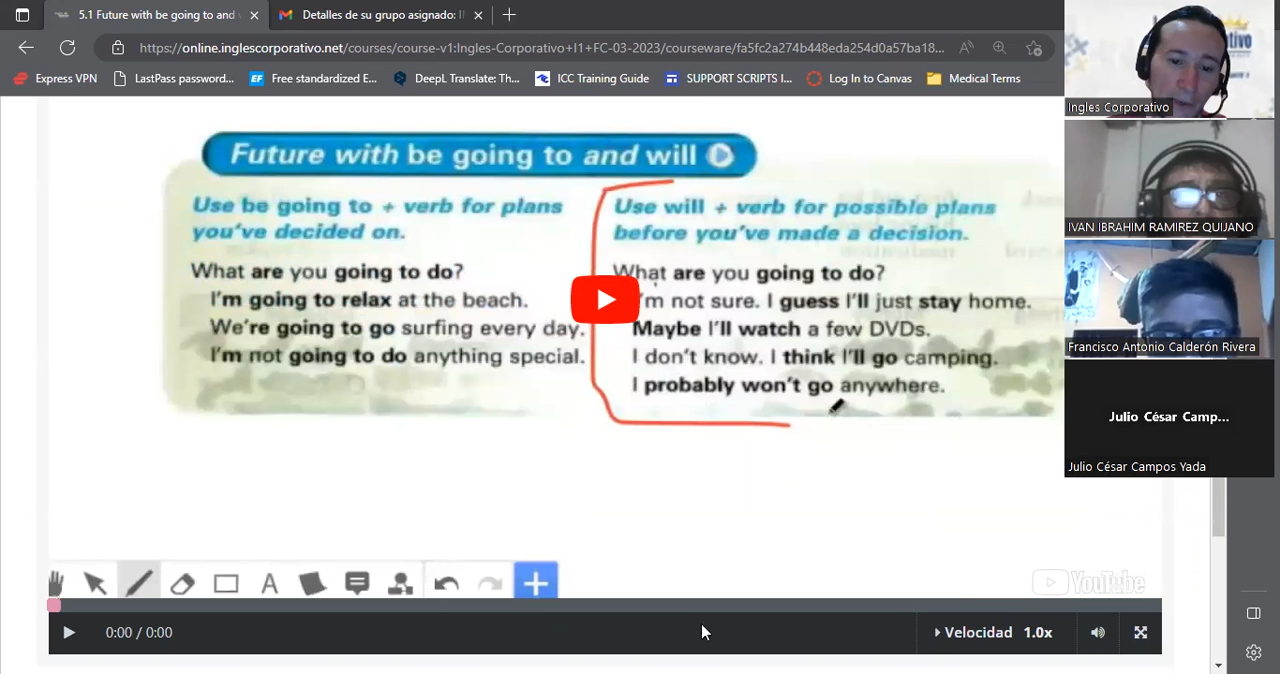 5.1 Future with be going to and
Detalles de su grupo asignado: I
https://online.inglescorporativo.net/courses/course-v1:Ingles-Corporativo+I1+FC-03-2023/courseware/fa5fc2a274b448eda254d0a57ba18...
Express VPN
LastPass password...
Free standardized E...
DeepL Translate: Th...
ICC Training Guide
SUPPORT SCRIPTS I...
Log In to Canvas
Medical Terms
Future with be going to and will
Use be going to + verb for plans
you've decided on.
What are you going to do?
I'm going to relax at the beach.
We're going to go surfing every day.
I'm not going to do anything special.
Use will + verb for possible plans
before you've made a decision.
What are you going to do?
'm not sure. I guess I'll just stay home.
Maybe I'll watch a few DVDs.
I don't know. I think I'll go camping.
I probably won't go anywhere.
Ingles Corporativo
IVAN IBRAHIM RAMIREZ QUIJANO
Francisco Antonio Calderón Rivera
Julio César Camp...
Julio César Campos Yada
A
YouTube
0:00 / 0:00
Velocidad 1.0x